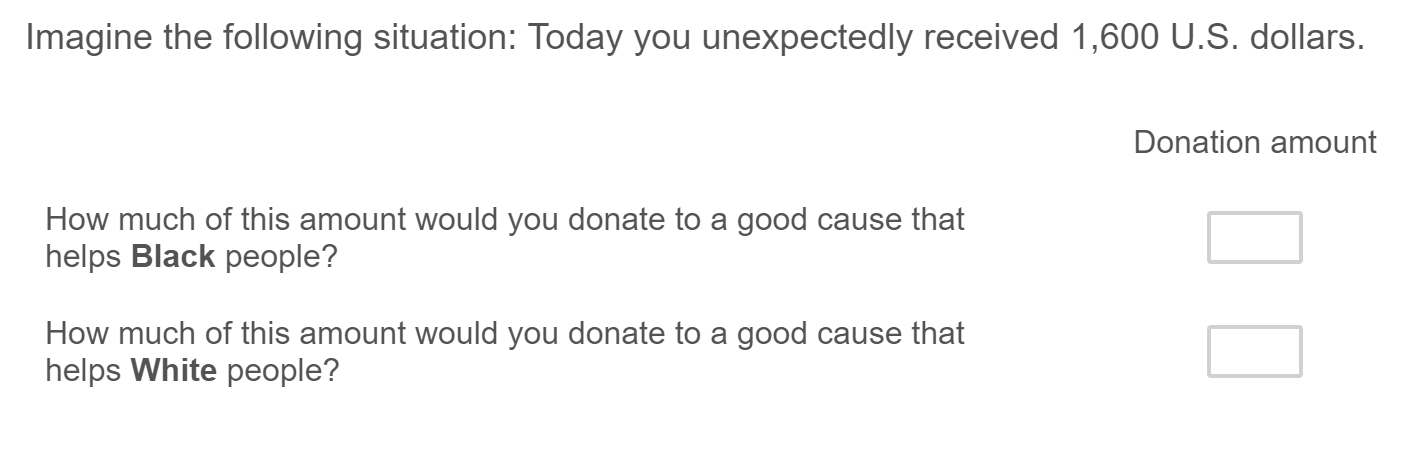 Imagine the following situation: Today you unexpectedly received 1,600 U.S. dollars.
Donation amount
How much of this amount would you donate to a good cause that
helps Black people?
How much of this amount would you donate to a good cause that
helps White people?